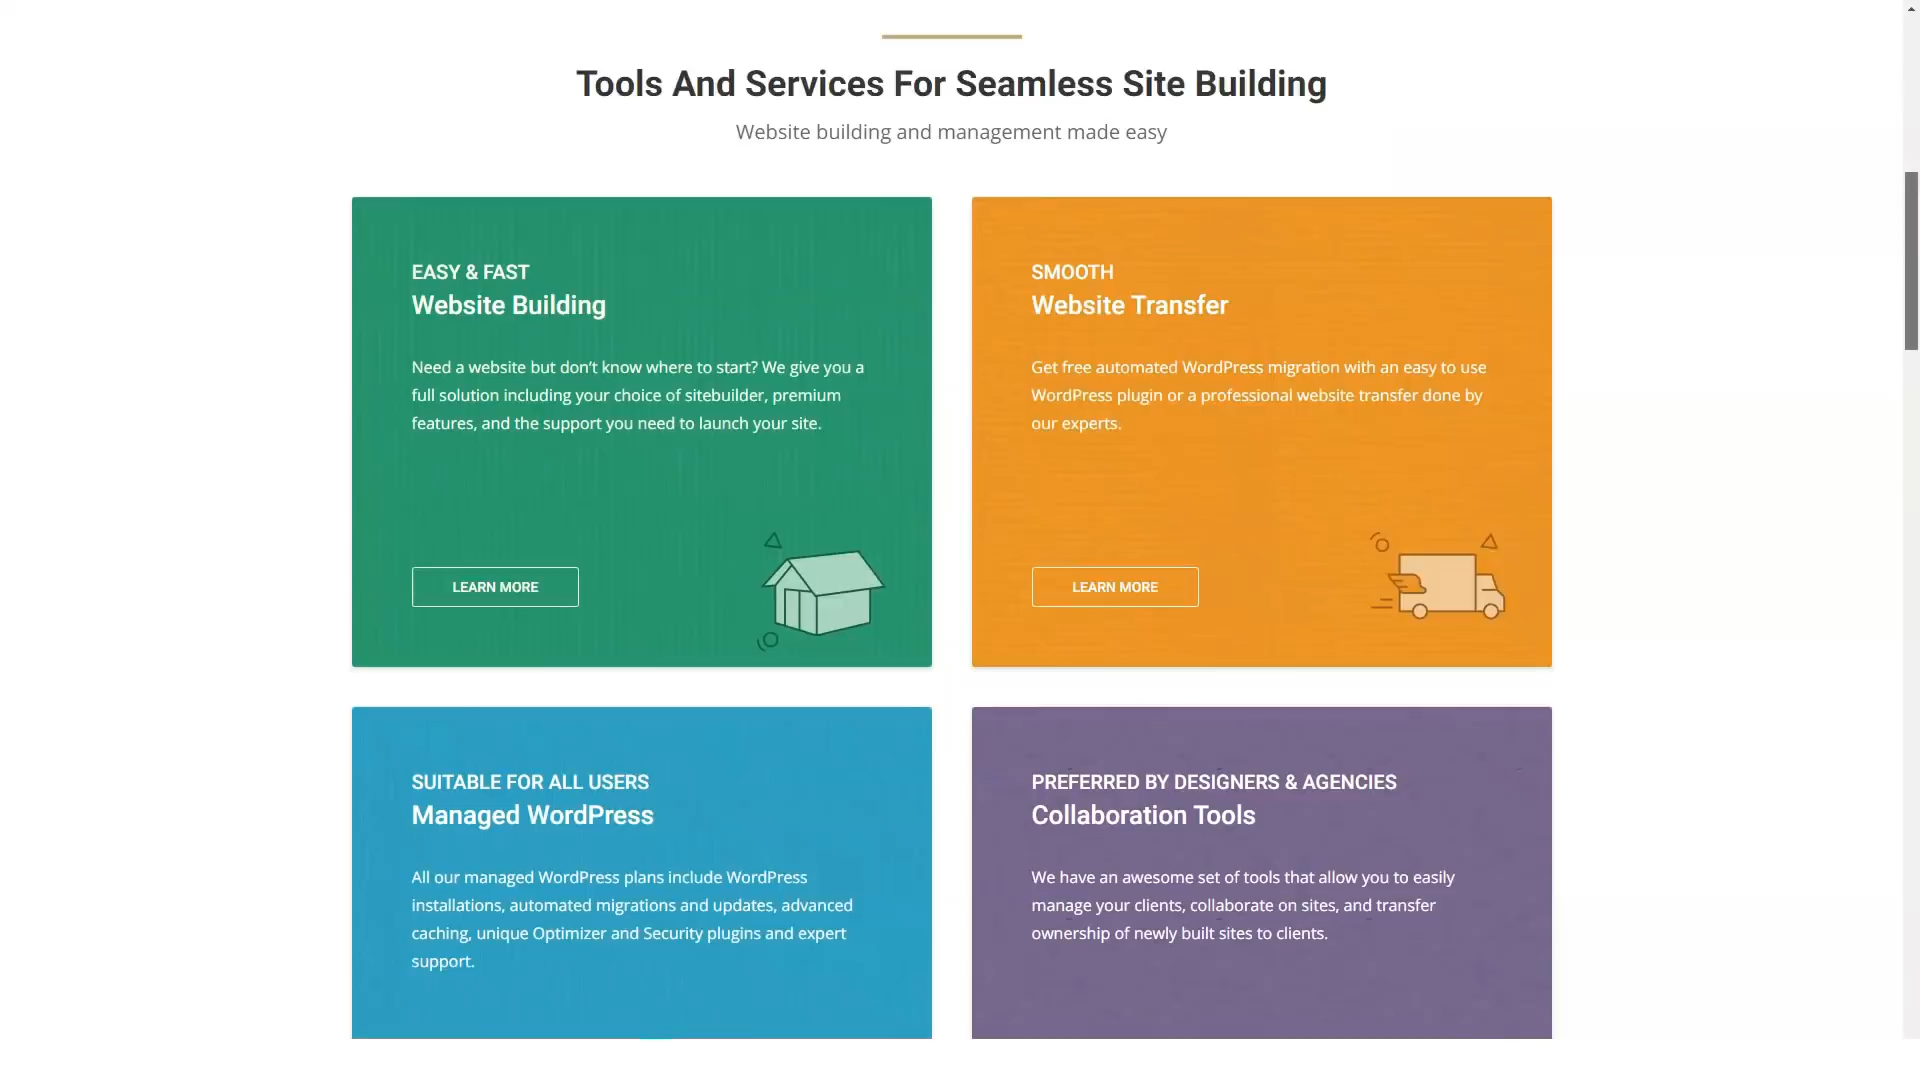 Tools And Services For Seamless Site Building
Website building and management made easy
EASY & FAST
Website Building
Need a website but don’t know where to start? We give you a
full solution including your choice of sitebuilder, premium
features, and the support you need to launch your site.
LEARN MORE
SMOOTH
Website Transfer
Get free automated WordPress migration with an easy to use
WordPress plugin or a professional website transfer done by
our experts.
LEARN MORE
SUITABLE FOR ALL USERS
Managed WordPress
All our managed WordPress plans include WordPress
installations, automated migrations and updates, advanced
caching, unique Optimizer and Security plugins and expert
support.
PREFERRED BY DESIGNERS & AGENCIES
Collaboration Tools
We have an awesome set of tools that allow you to easily
manage your clients, collaborate on sites, and transfer
ownership of newly built sites to clients.